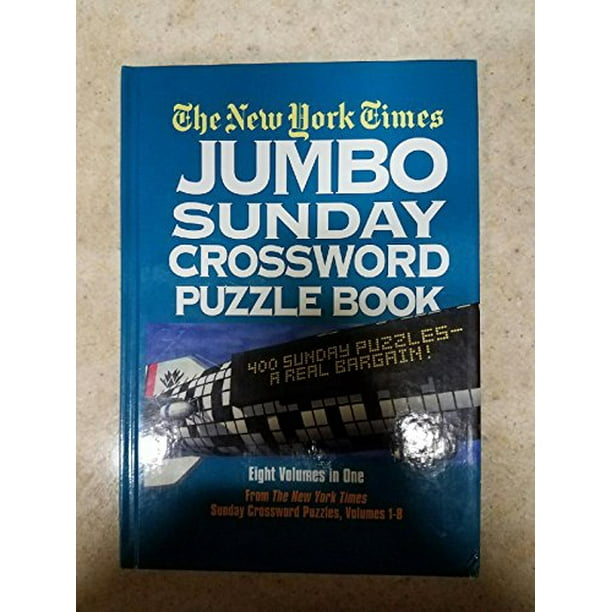 The New York Times
JUMBO
SUNDAY
CROSSWORD
PUZZLE BOOK
400 SUNDAY PUZZLES—
A REAL BARGAIN!
Eight Volumes in One
From The New York Times
Sunday Crossword Puzzles, Volumes 1-8